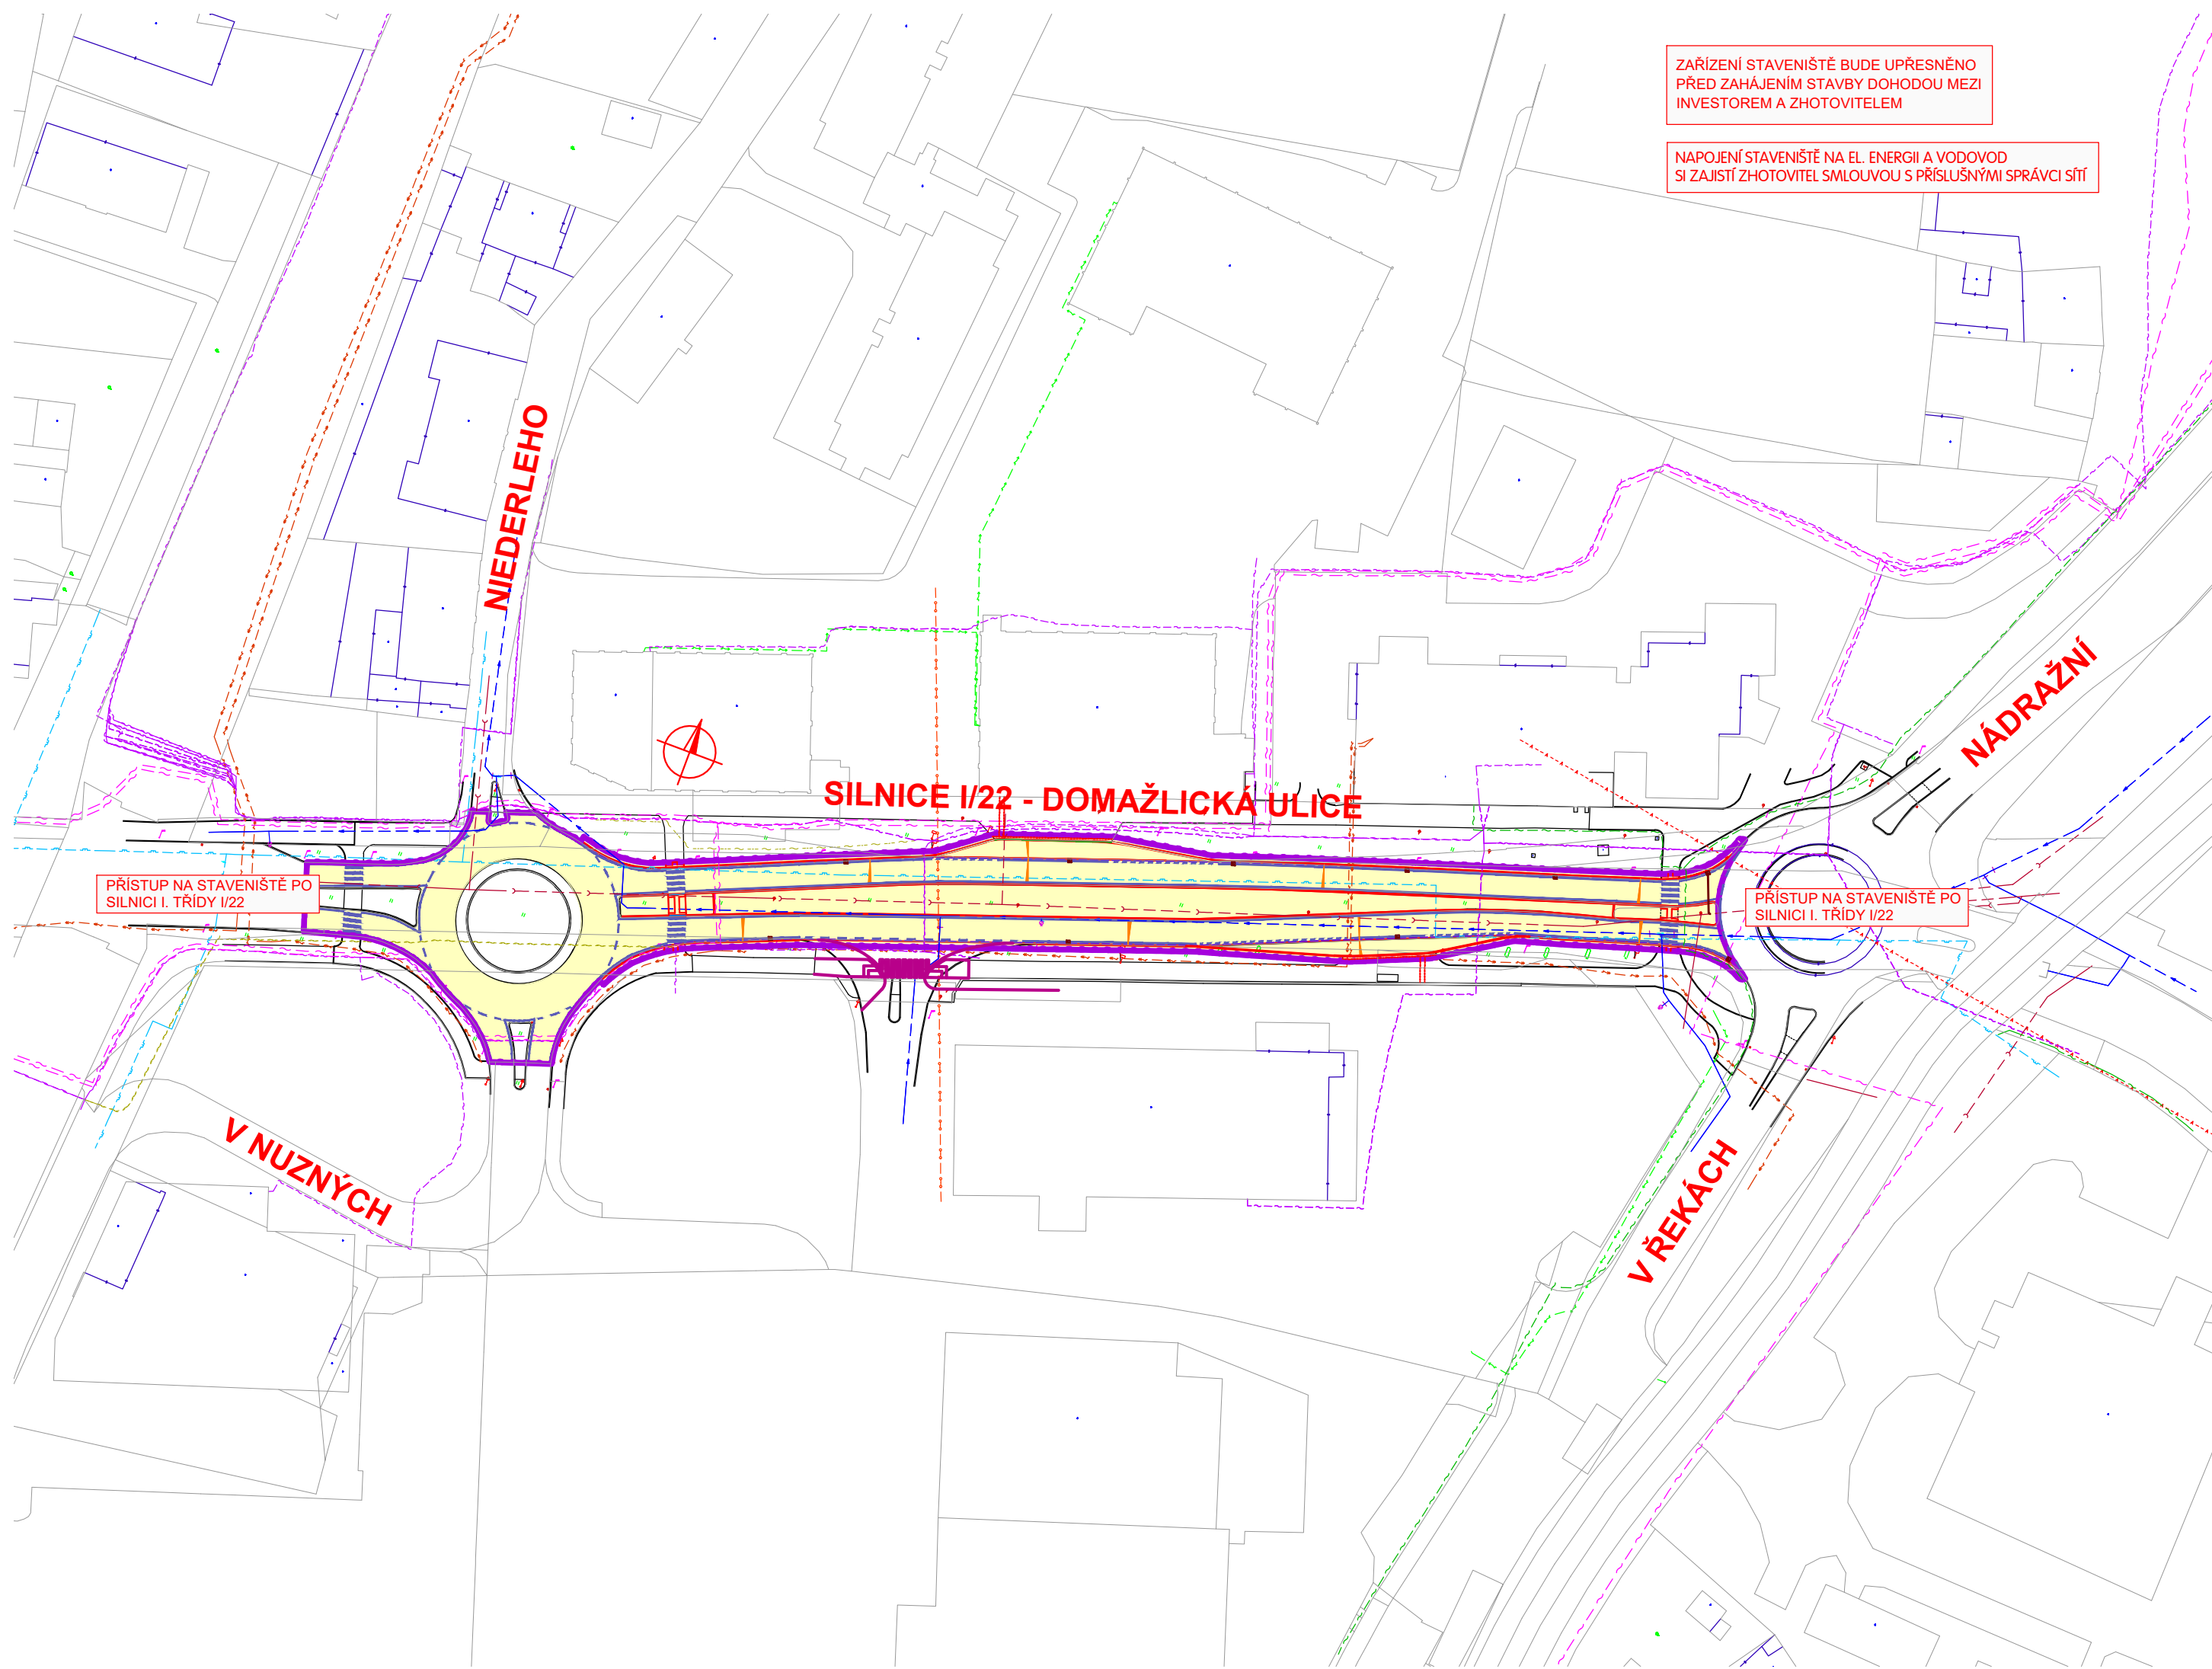 ZAŘÍZENÍ STAVENIŠTĚ BUDE UPŘESNĚNO
PŘED ZAHÁJENÍM STAVBY DOHODOU MEZI
INVESTOREM A ZHOTOVITELEM
NAPOJENÍ STAVENIŠTĚ NA EL. ENERGII A VODOVOD
SI ZAJISTÍ ZHOTOVITEL SMLOUVOU S PŘÍSLUŠNÝMI SPRÁVCI SÍTÍ
NIEDERLEHO
NÁDRAŽNÍ
SILNICE I/22 - DOMAŽLICKÁ ULICE
PŘÍSTUP NA STAVENIŠTĚ PO
SILNICI I. TŘÍDY I/22
PŘÍSTUP NA STAVENIŠTĚ PO
SILNICI I. TŘÍDY I/22
V NUZNÝCH
V ŘEKÁCH